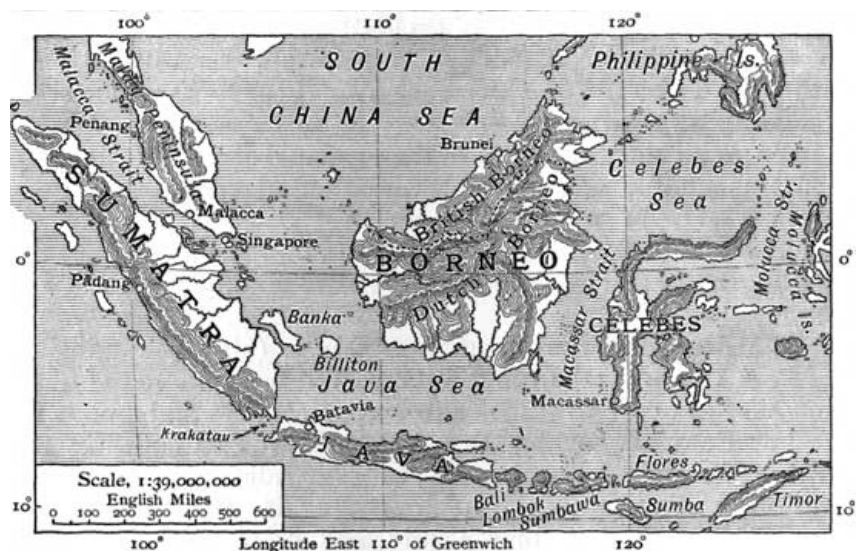 100° 110° 120°
SOUTH
CHINA SEA
Philippine Is.
Malacca Strait
Malay Peninsula
Penang
Brunei
Celebes
Sea
British Borneo
Dutch Borneo
Malacca
Singapore
SUMATRA
BORNEO
Molucca Str.
Molucca Is.
0° 0°
Padang
Macassar Strait
Banka
CELEBES
Billiton
Java Sea
Macassar
Batavia
Krakatau
JAVA
Flores
Scale, 1:39,000,000
English Miles
0 100 200 300 400 500 600
Bali
Lombok
Sumbawa
Sumba
Timor
10° 10°
100° Longitude East 110° of Greenwich 120°